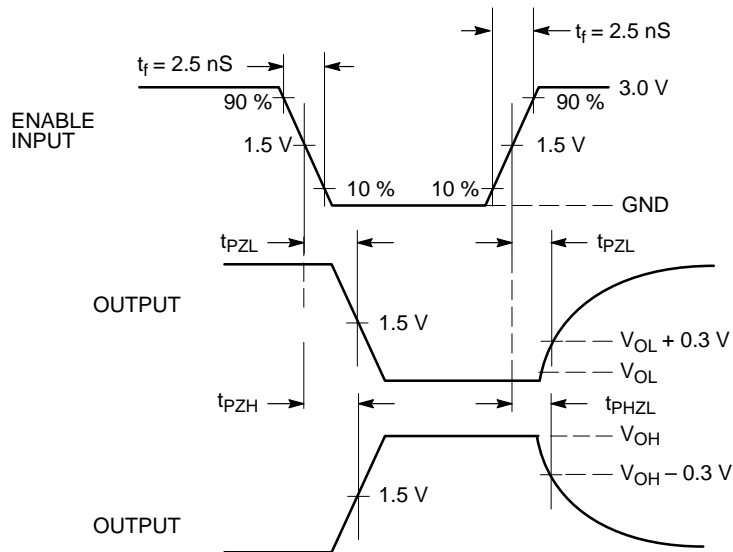 t_f = 2.5 nS
t_f = 2.5 nS
3.0 V
90 %
90 %
ENABLE
INPUT
1.5 V
1.5 V
10 %
10 %
GND
t_PZL
t_PZL
OUTPUT
1.5 V
V_OL + 0.3 V
V_OL
t_PZH
t_PHZL
V_OH
V_OH – 0.3 V
1.5 V
OUTPUT